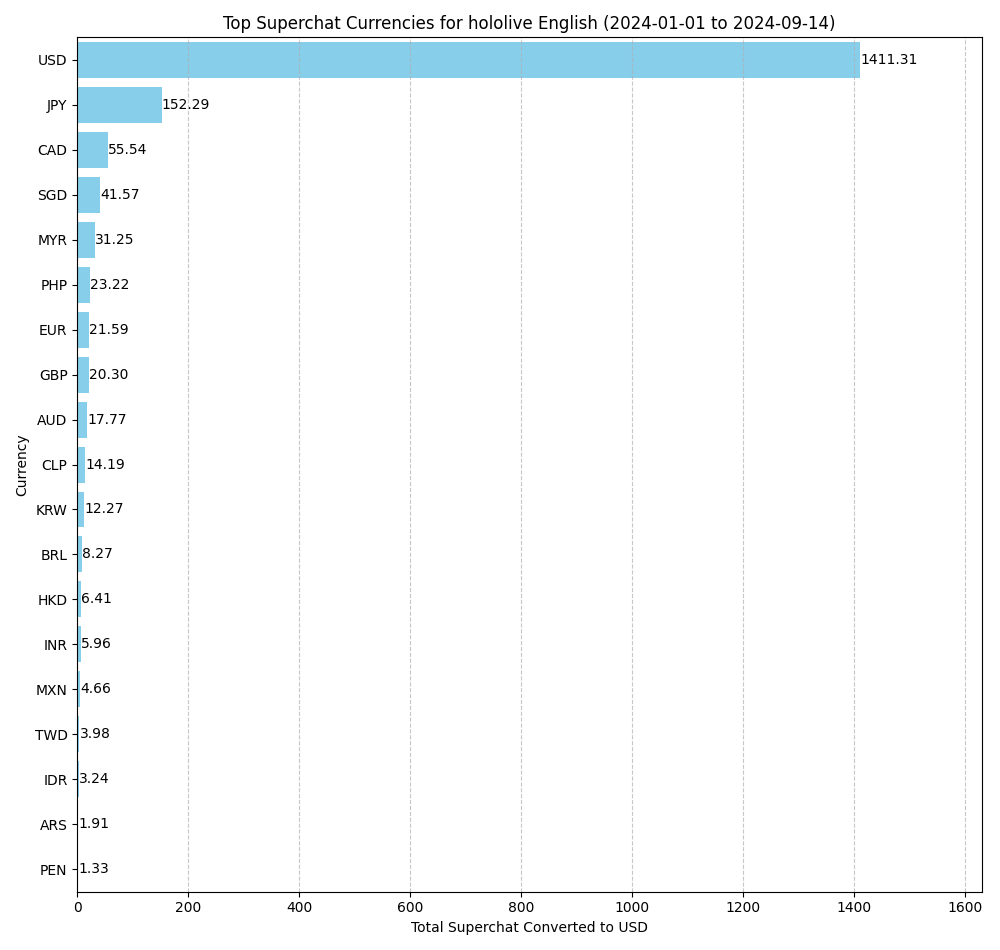 Top Superchat Currencies for hololive English (2024-01-01 to 2024-09-14)
USD 1411.31
JPY 152.29
CAD 55.54
SGD 41.57
MYR 31.25
PHP 23.22
EUR 21.59
GBP 20.30
AUD 17.77
Currency
CLP 14.19
KRW 12.27
BRL 8.27
HKD 6.41
INR 5.96
MXN 4.66
TWD 3.98
IDR 3.24
ARS 1.91
PEN 1.33
0 200 400 600 800 1000 1200 1400 1600
Total Superchat Converted to USD